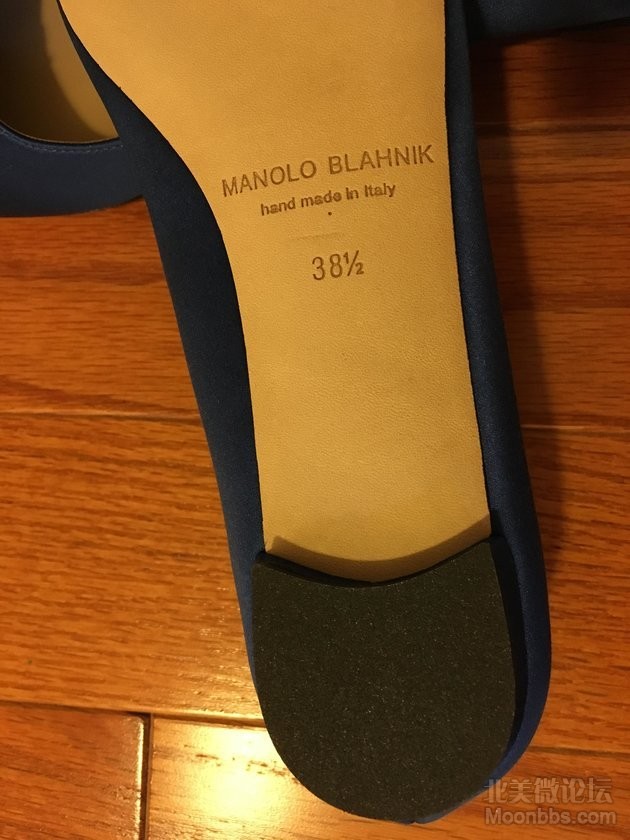 MANOLO BLAHNIK
hand made in Italy
38½
北美微论坛
Moonbbs.com